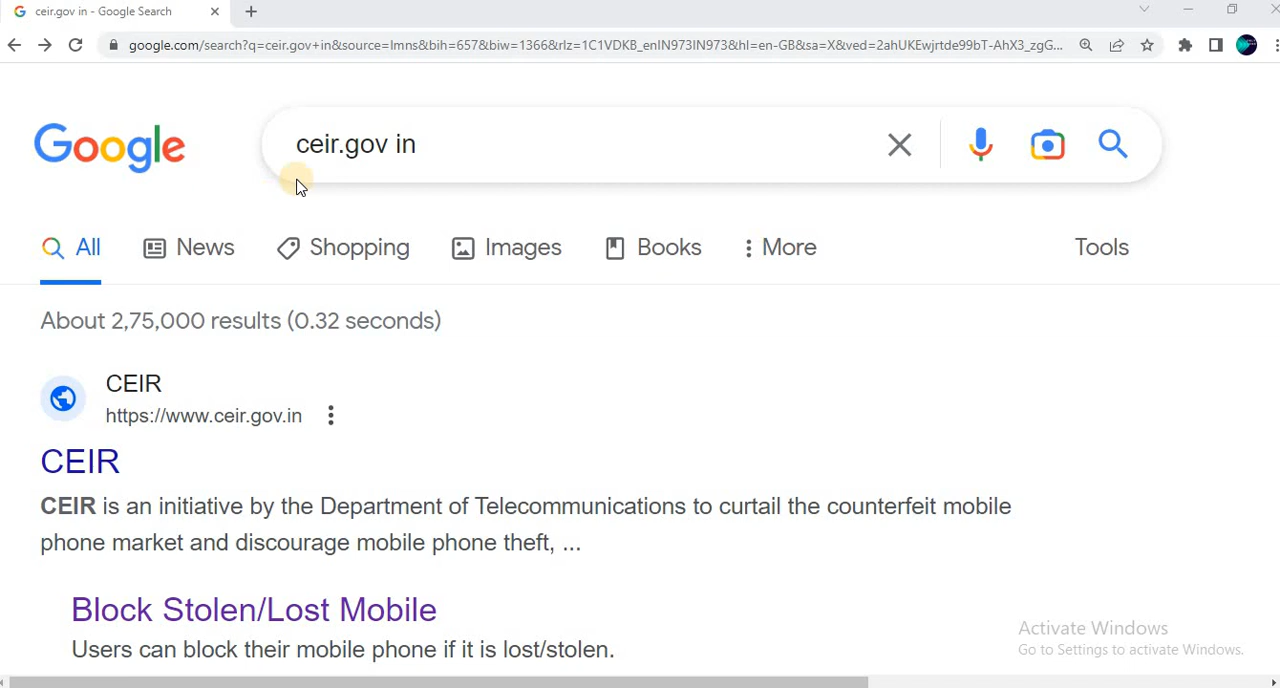 ceir.gov in - Google Search
google.com/search?q=ceir.gov+in&source=lmns&bih=657&biw=1366&rlz=1C1VDKB_enIN973IN973&hl=en-GB&sa=X&ved=2ahUKEwjrtde99bT-AhX3_zgG...
Google
ceir.gov in
All News Shopping Images Books More Tools
About 2,75,000 results (0.32 seconds)
CEIR
https://www.ceir.gov.in
CEIR
CEIR is an initiative by the Department of Telecommunications to curtail the counterfeit mobile
phone market and discourage mobile phone theft, ...
Block Stolen/Lost Mobile
Users can block their mobile phone if it is lost/stolen.
Activate Windows
Go to Settings to activate Windows.